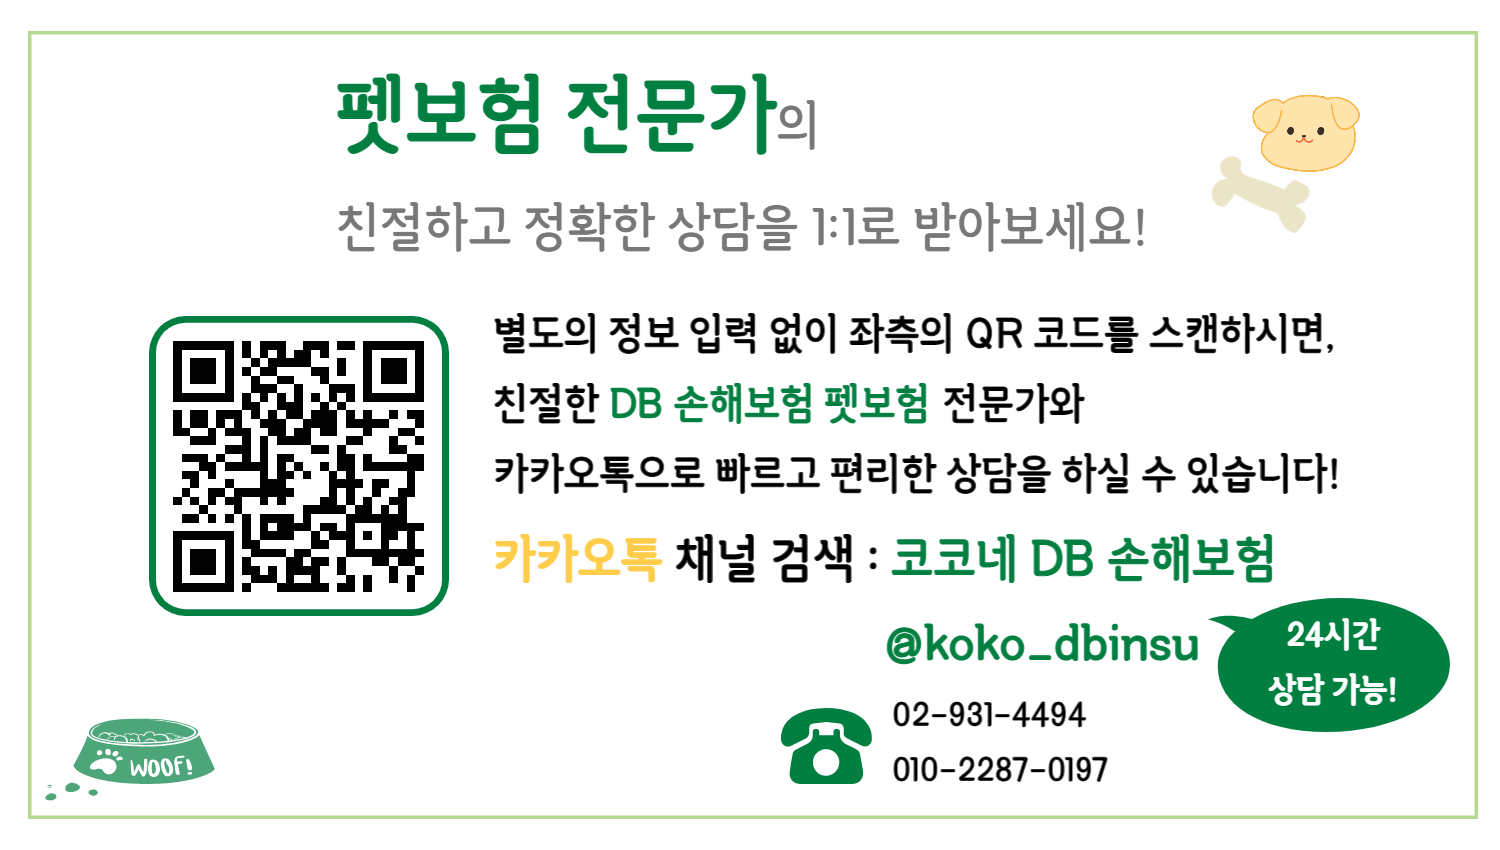 펫보험 전문가의
친절하고 정확한 상담을 1:1로 받아보세요!
별도의 정보 입력 없이 좌측의 QR 코드를 스캔하시면,
친절한 DB 손해보험 펫보험 전문가와
카카오톡으로 빠르고 편리한 상담을 하실 수 있습니다!
카카오톡 채널 검색 : 코코네 DB 손해보험
@koko_dbinsu
24시간
상담 가능!
02-931-4494
010-2287-0197
WOOF!